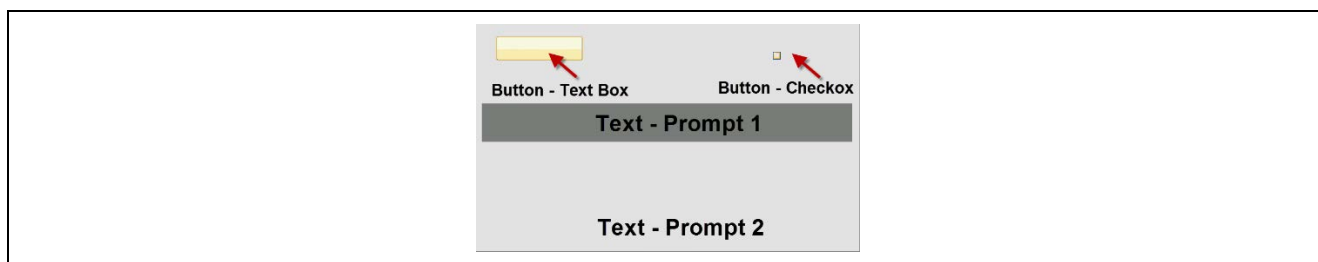 Button - Text Box
Button - Checkox
Text - Prompt 1
Text - Prompt 2